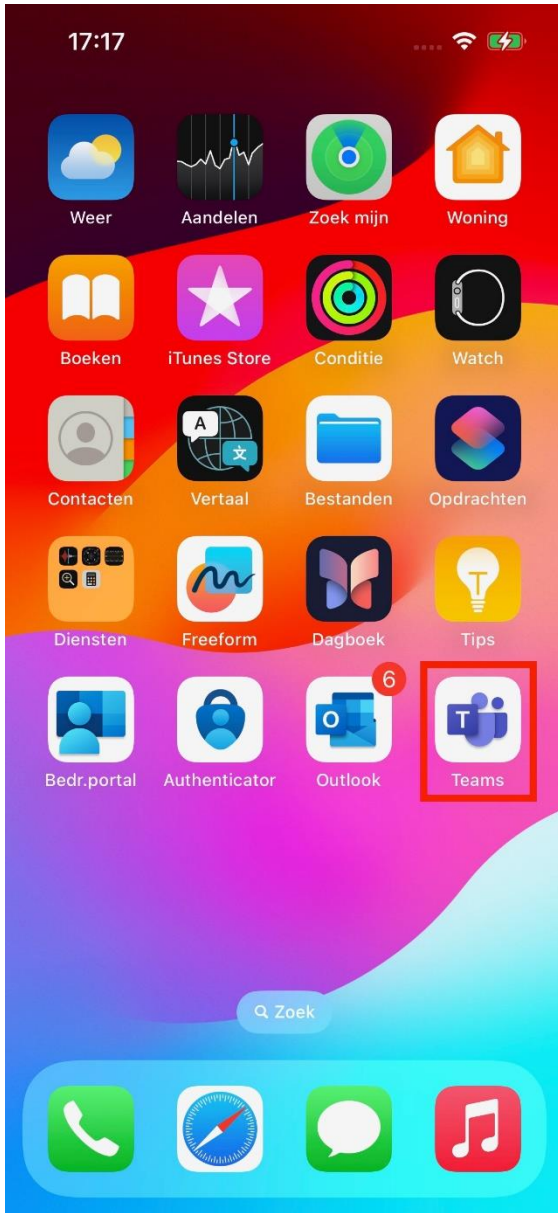 17:17
Weer Aandelen Zoek mijn Woning
Boeken iTunes Store Conditie Watch
A
文
Contacten Vertaal Bestanden Opdrachten
Diensten Freeform Dagboek Tips
6
O
T
Bedr.portal Authenticator Outlook Teams
Zoek